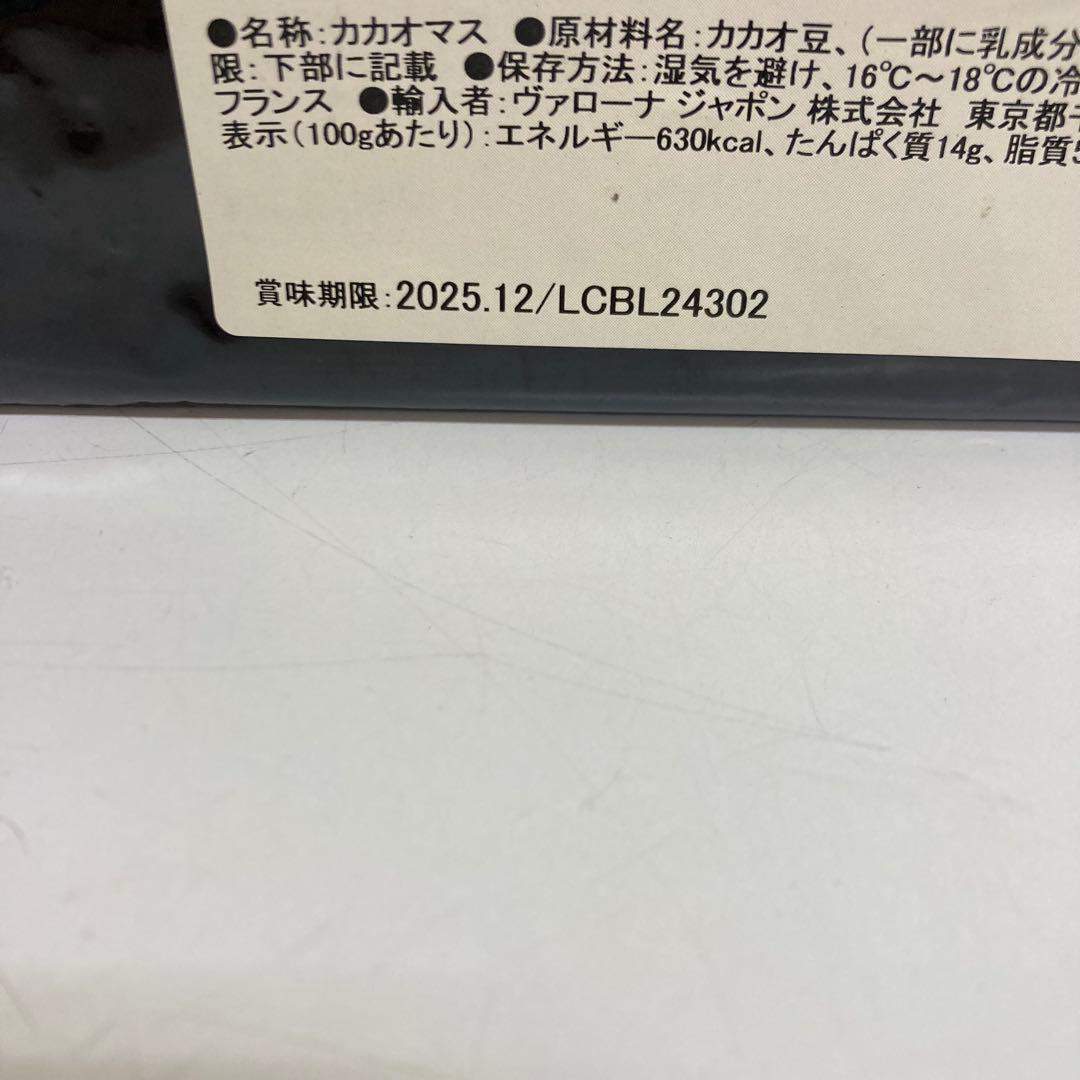 ●名称：カカオマス ●原材料名：カカオ豆、（一部に乳成分
限：下部に記載 ●保存方法：湿気を避け、16℃～18℃の冷
フランス ●輸入者：ヴァローナ ジャポン 株式会社 東京都千
表示（100gあたり）：エネルギー630kcal、たんぱく質14g、脂質5
賞味期限：2025.12/LCBL24302